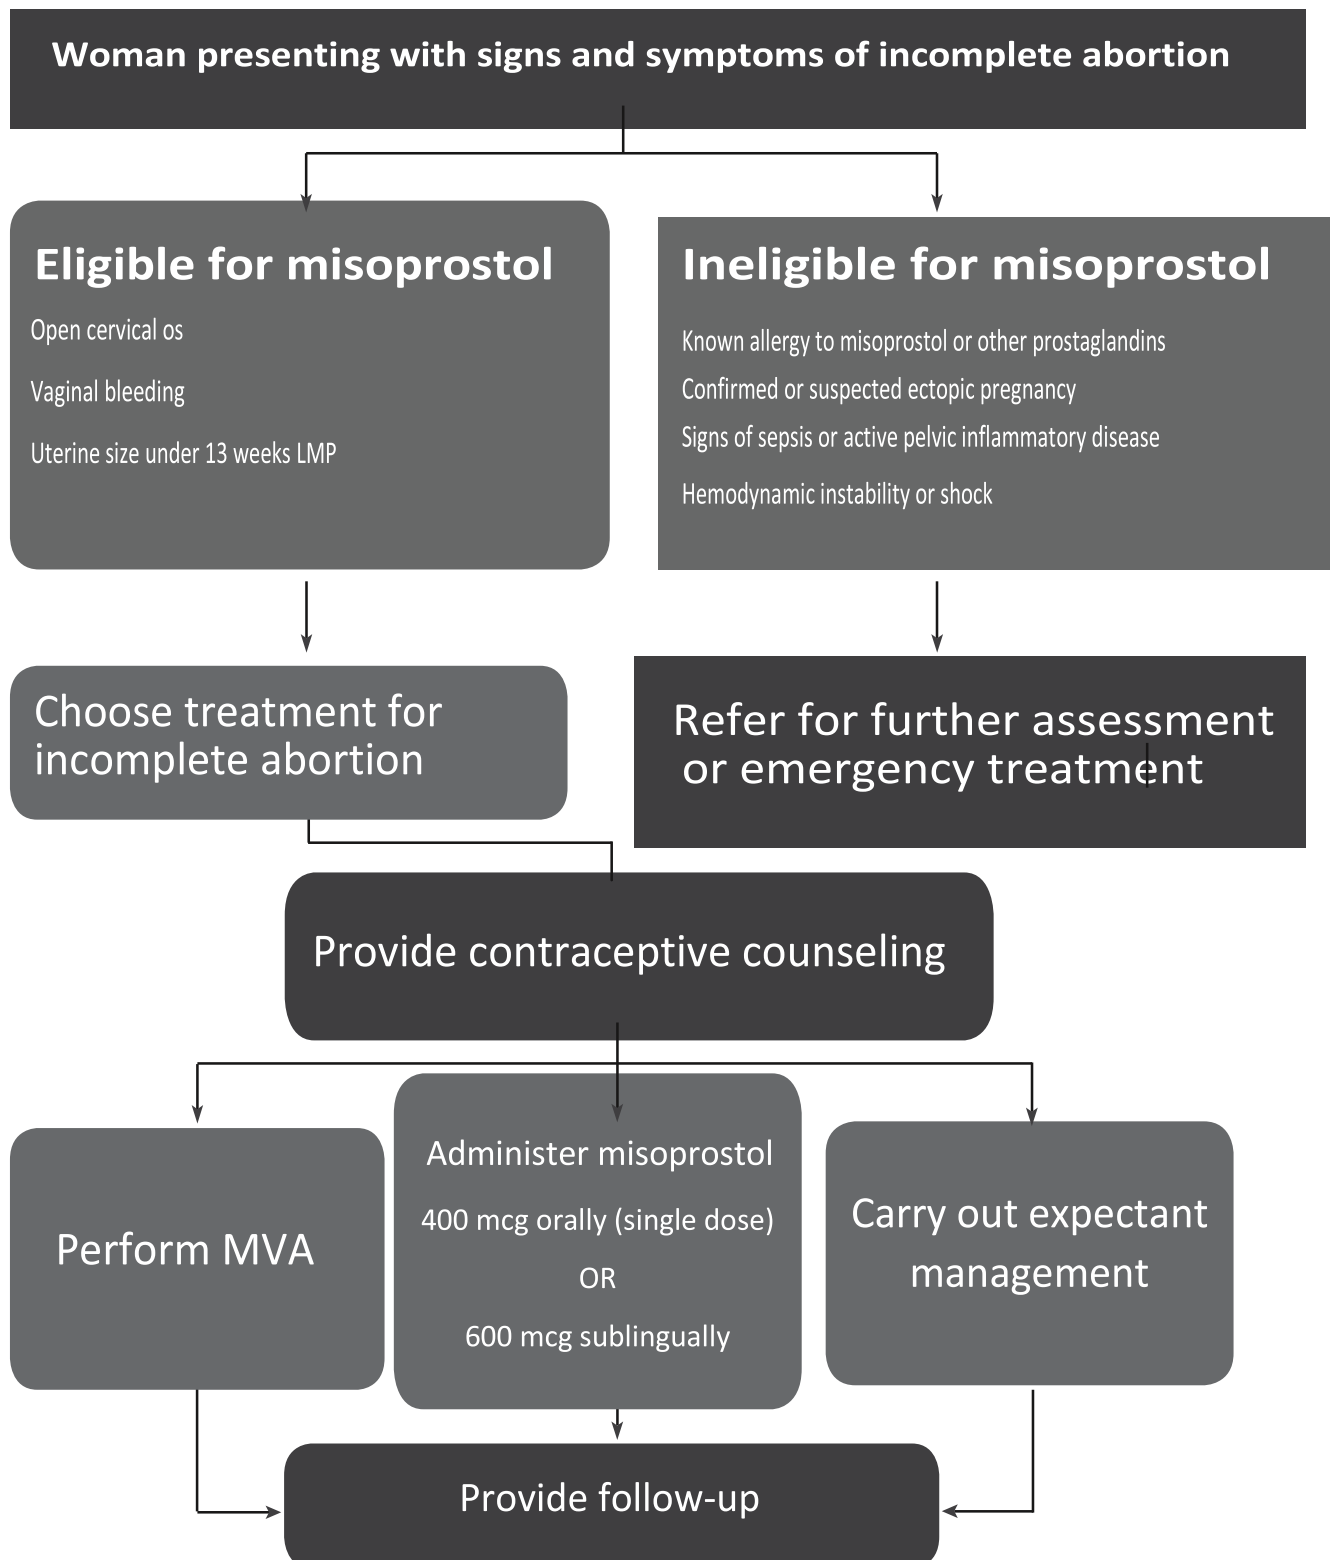 Woman presenting with signs and symptoms of incomplete abortion
Eligible for misoprostol
Open cervical os
Vaginal bleeding
Uterine size under 13 weeks LMP
Ineligible for misoprostol
Known allergy to misoprostol or other prostaglandins
Confirmed or suspected ectopic pregnancy
Signs of sepsis or active pelvic inflammatory disease
Hemodynamic instability or shock
Choose treatment for
incomplete abortion
Refer for further assessment
or emergency treatment
Provide contraceptive counseling
Perform MVA
Administer misoprostol
400 mcg orally (single dose)
OR
600 mcg sublingually
Carry out expectant
management
Provide follow-up